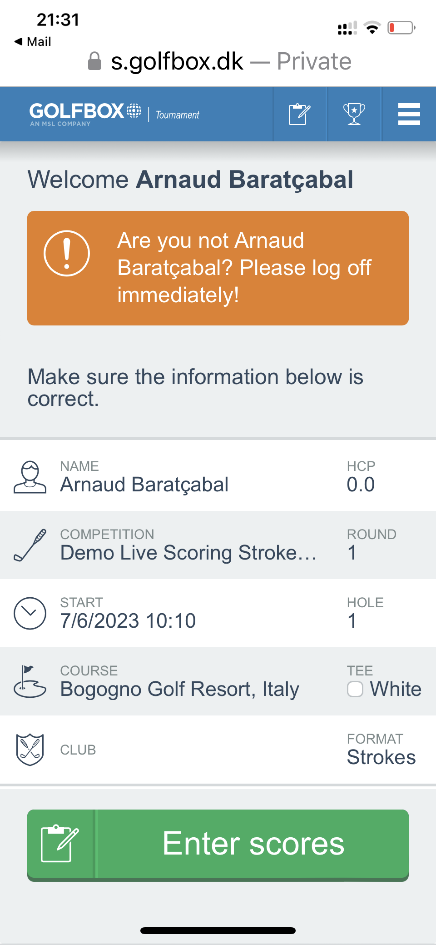 21:31
◀ Mail
s.golfbox.dk — Private
GOLFBOX | Tournament
AN MSL COMPANY
Welcome Arnaud Baratçabal
Are you not Arnaud
Baratçabal? Please log off
immediately!
Make sure the information below is
correct.
NAME HCP
Arnaud Baratçabal 0.0
COMPETITION ROUND
Demo Live Scoring Stroke... 1
START HOLE
7/6/2023 10:10 1
COURSE TEE
Bogogno Golf Resort, Italy White
CLUB FORMAT
Strokes
Enter scores